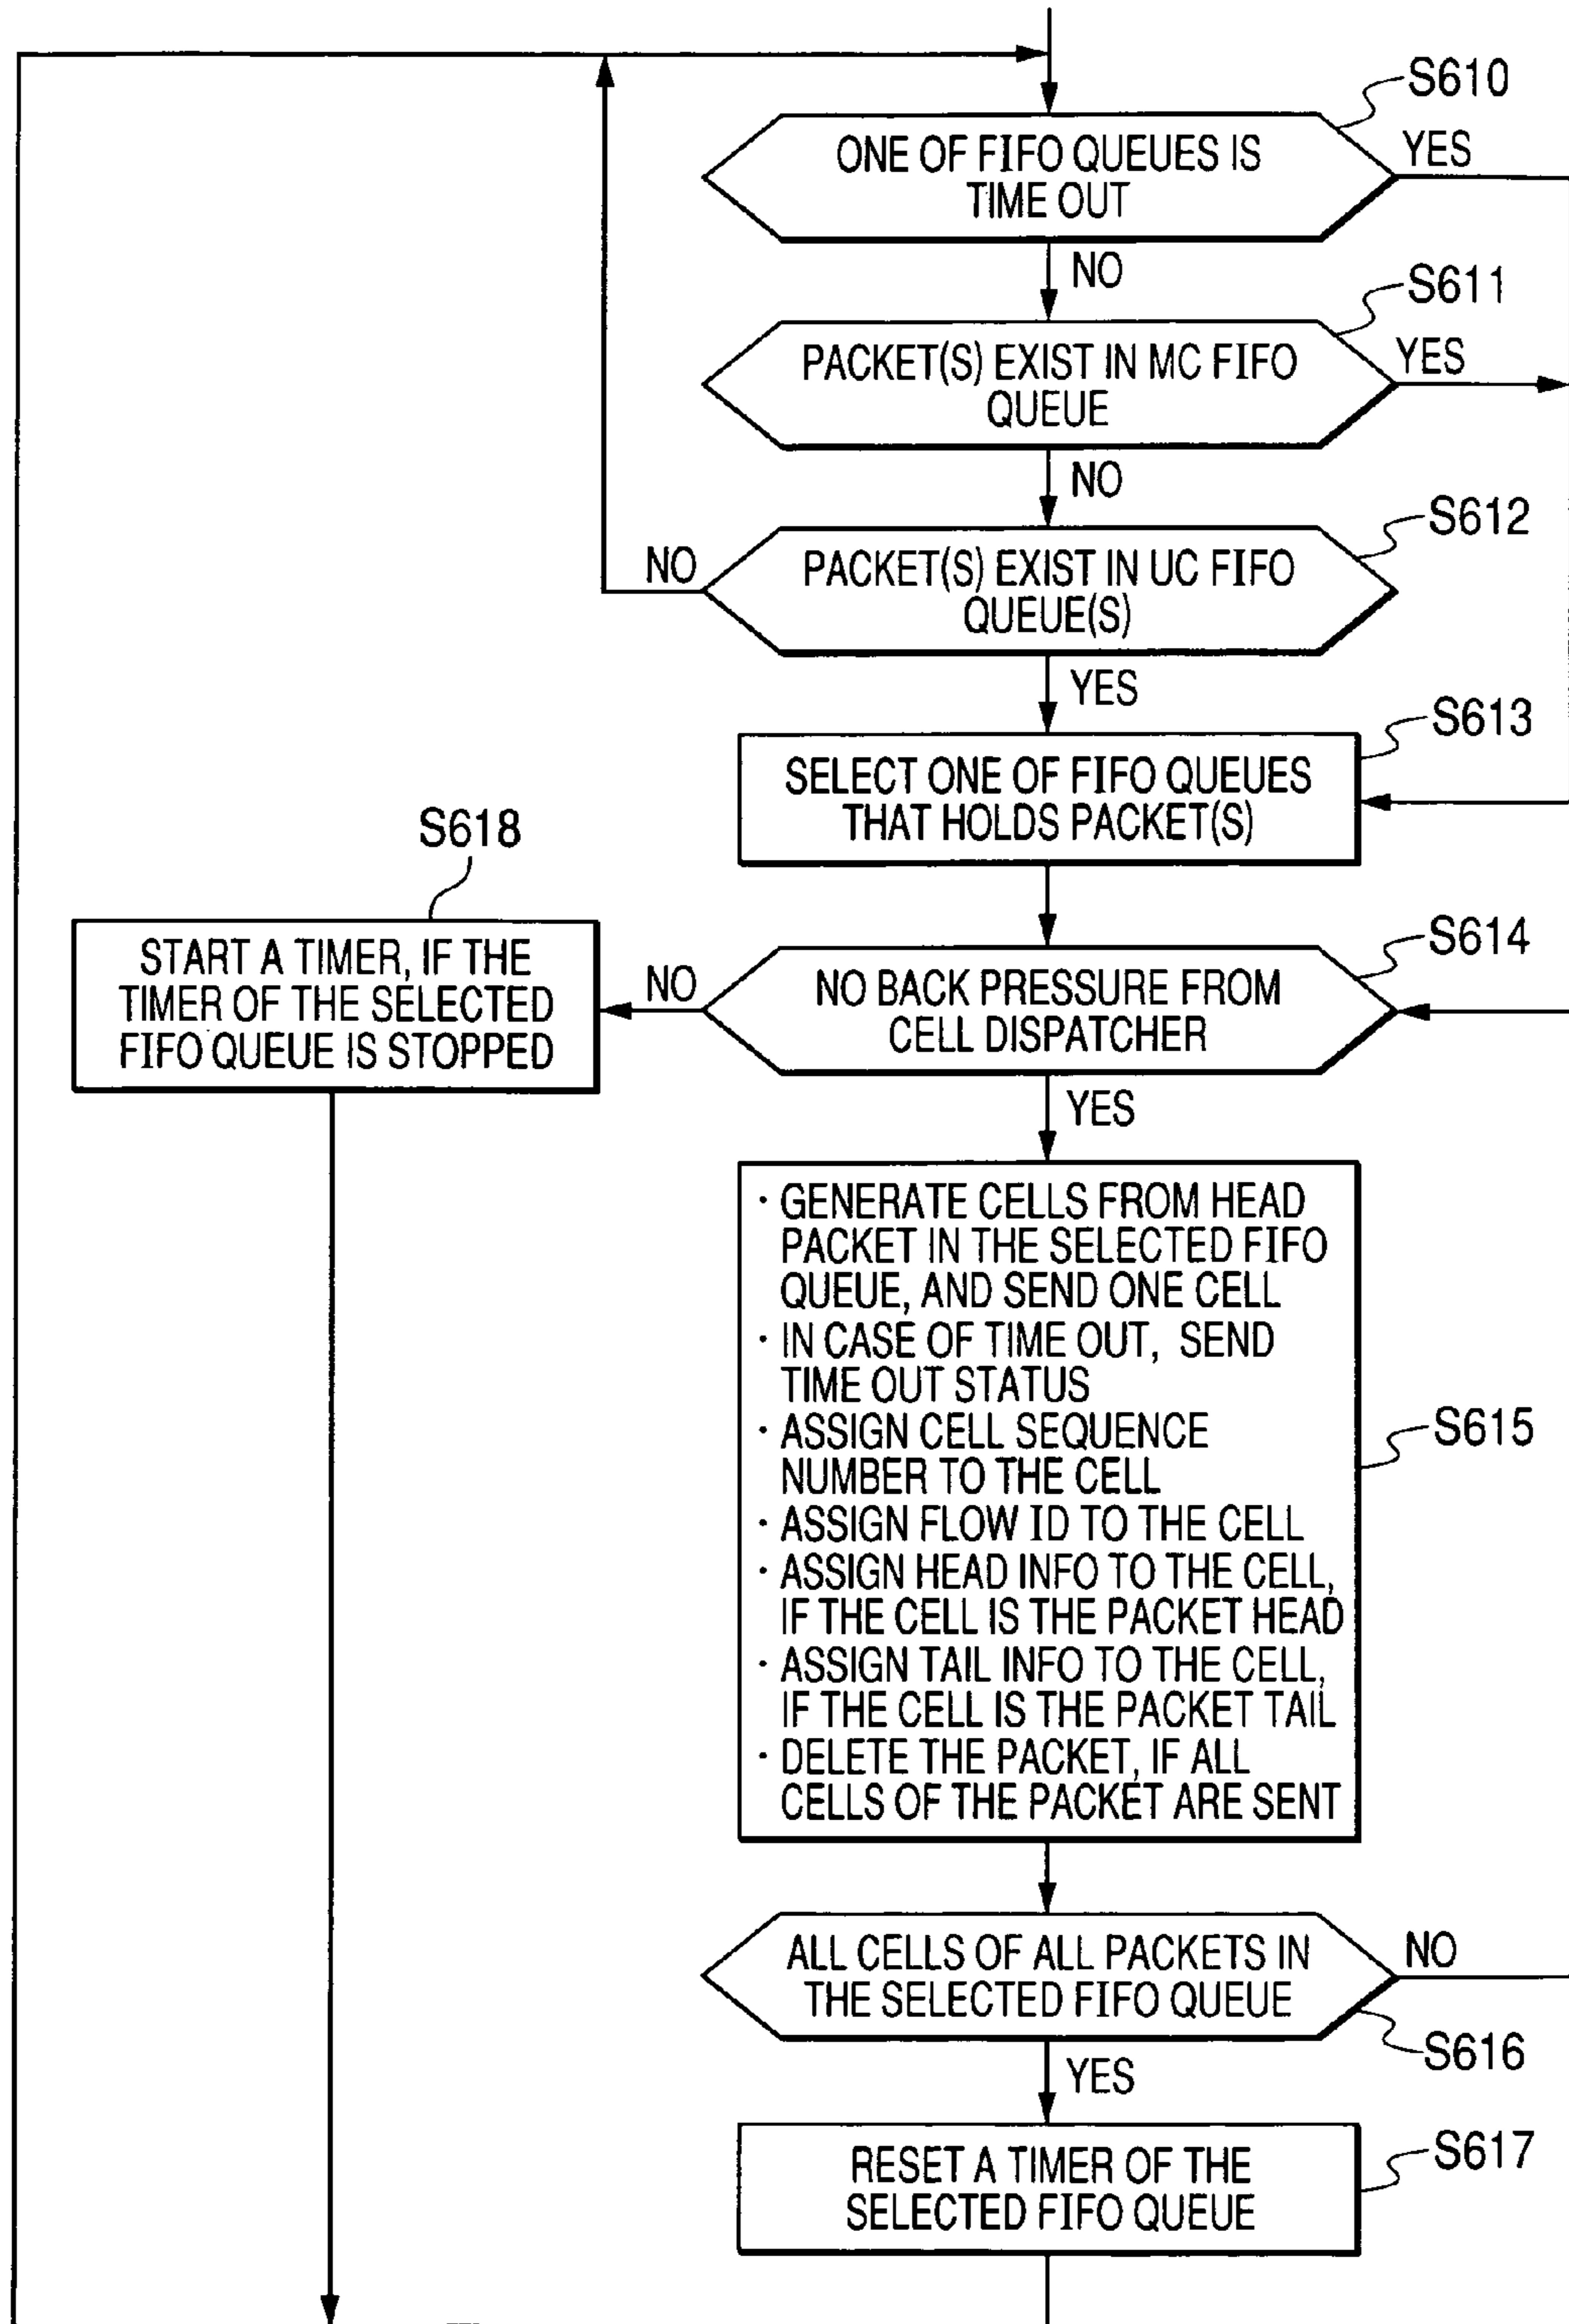 S610
ONE OF FIFO QUEUES IS
TIME OUT
YES
NO
S611
PACKET(S) EXIST IN MC FIFO
QUEUE
YES
NO
S612
PACKET(S) EXIST IN UC FIFO
QUEUE(S)
NO
YES
S613
SELECT ONE OF FIFO QUEUES
THAT HOLDS PACKET(S)
S618
START A TIMER, IF THE
TIMER OF THE SELECTED
FIFO QUEUE IS STOPPED
S614
NO BACK PRESSURE FROM
CELL DISPATCHER
NO
YES
· GENERATE CELLS FROM HEAD
PACKET IN THE SELECTED FIFO
QUEUE, AND SEND ONE CELL
· IN CASE OF TIME OUT, SEND
TIME OUT STATUS
· ASSIGN CELL SEQUENCE
NUMBER TO THE CELL
· ASSIGN FLOW ID TO THE CELL
· ASSIGN HEAD INFO TO THE CELL,
IF THE CELL IS THE PACKET HEAD
· ASSIGN TAIL INFO TO THE CELL,
IF THE CELL IS THE PACKET TAIL
· DELETE THE PACKET, IF ALL
CELLS OF THE PACKET ARE SENT
S615
ALL CELLS OF ALL PACKETS IN
THE SELECTED FIFO QUEUE
NO
S616
YES
RESET A TIMER OF THE
SELECTED FIFO QUEUE
S617